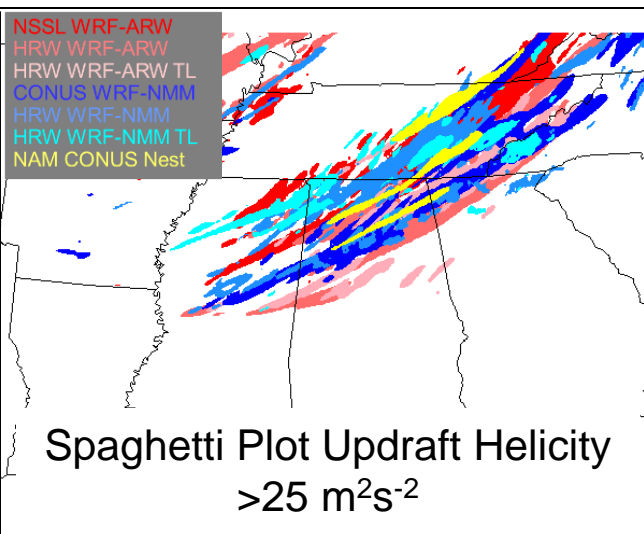 NSSL WRF-ARW
HRW WRF-ARW
HRW WRF-ARW TL
CONUS WRF-NMM
HRW WRF-NMM
HRW WRF-NMM TL
NAM CONUS Nest
Spaghetti Plot Updraft Helicity
>25 m²s⁻²